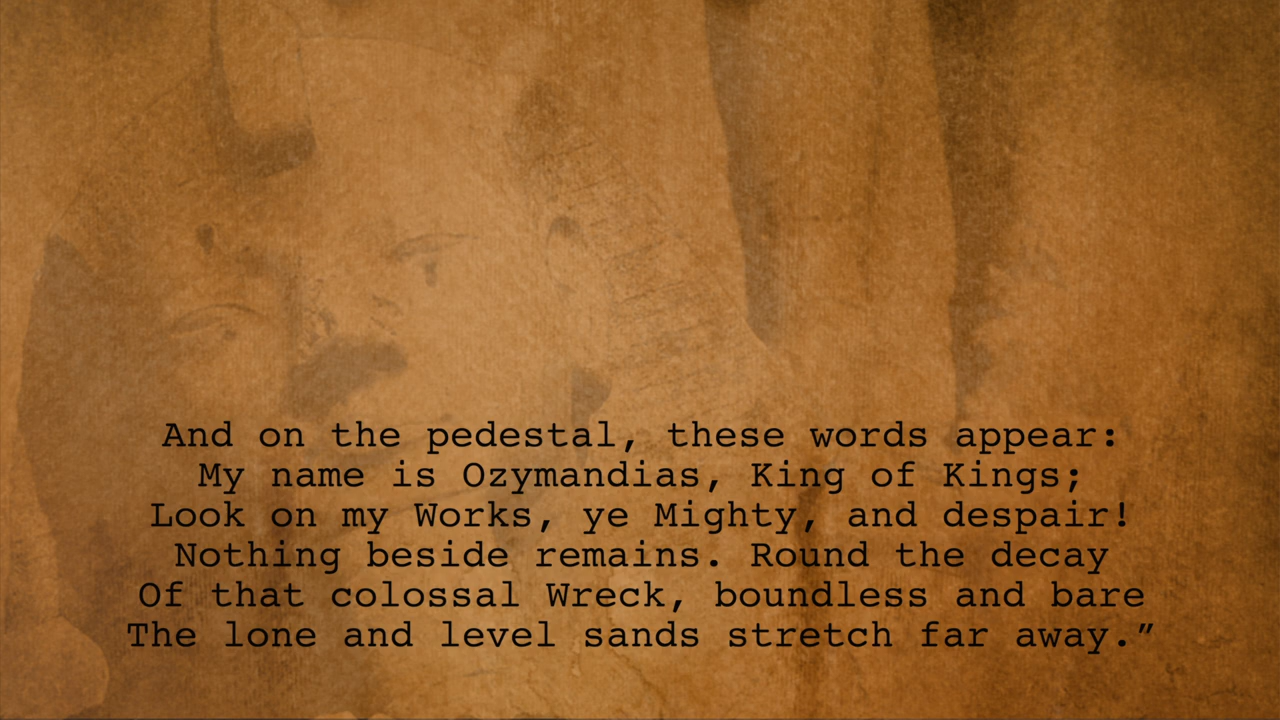 And on the pedestal, these words appear:
My name is Ozymandias, King of Kings;
Look on my Works, ye Mighty, and despair!
Nothing beside remains. Round the decay
Of that colossal Wreck, boundless and bare
The lone and level sands stretch far away.”